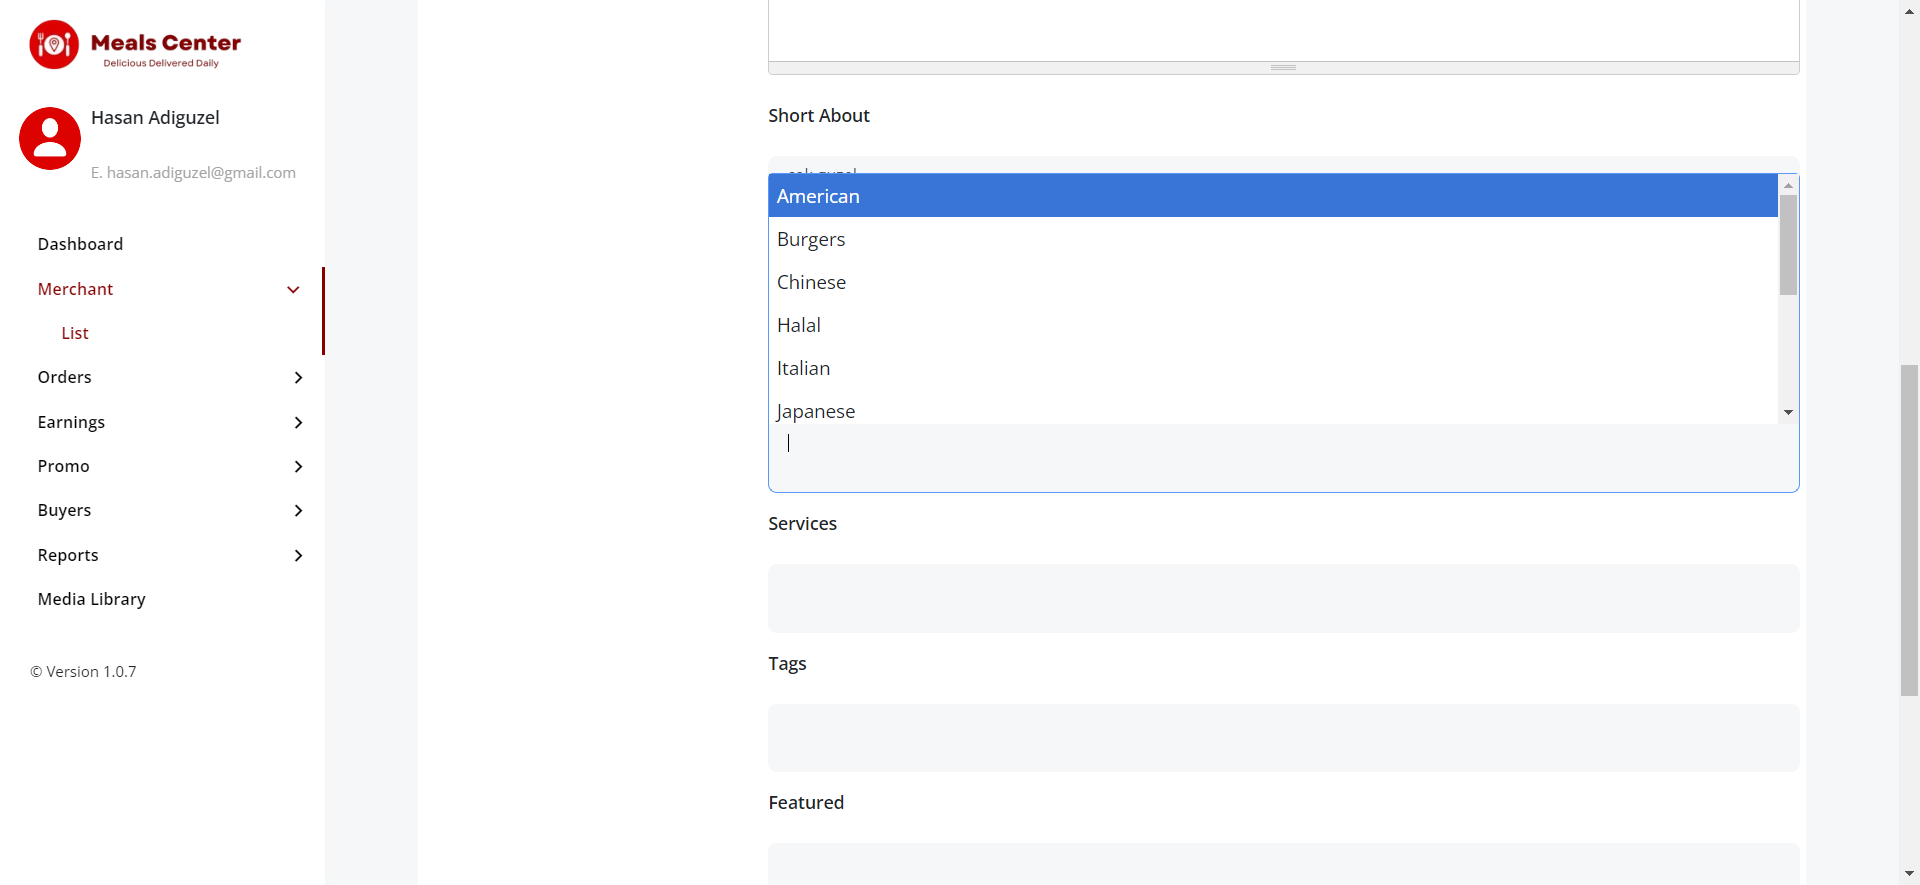 Meals Center
Delicious Delivered Daily
Hasan Adiguzel
E. hasan.adiguzel@gmail.com
Dashboard
Merchant
List
Orders
Earnings
Promo
Buyers
Reports
Media Library
© Version 1.0.7
Short About
American
Burgers
Chinese
Halal
Italian
Japanese
Services
Tags
Featured